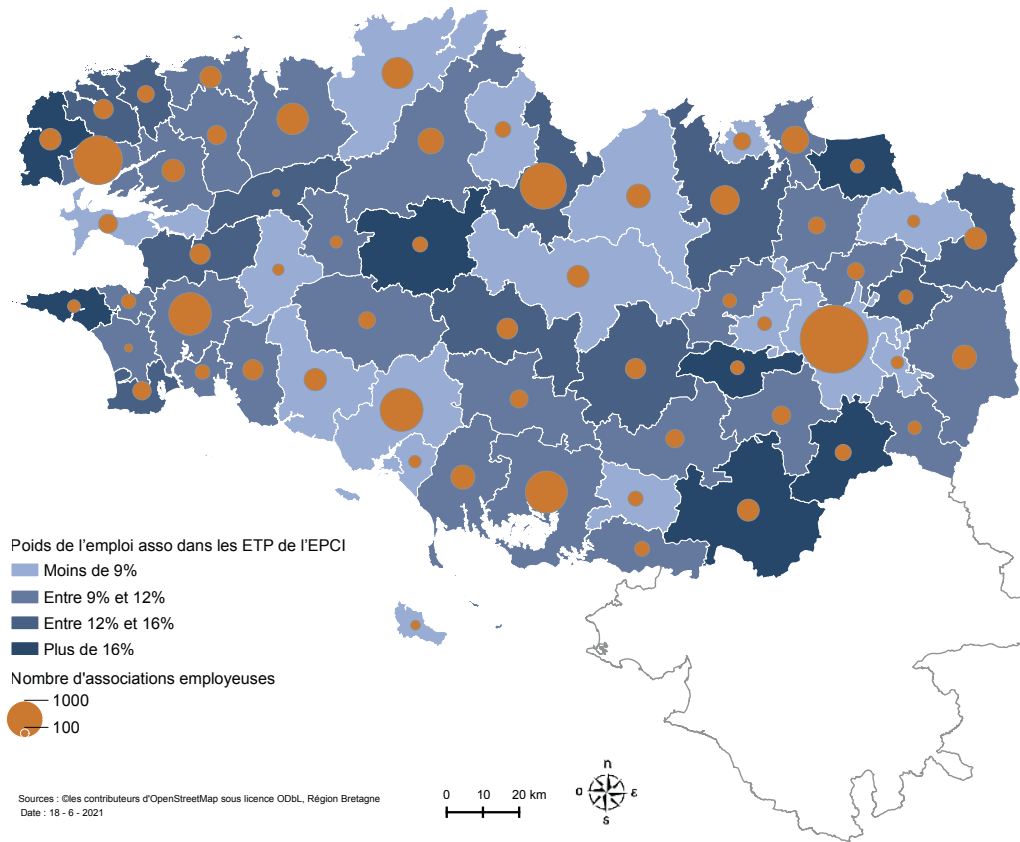 Poids de l'emploi asso dans les ETP de l'EPCI
Moins de 9%
Entre 9% et 12%
Entre 12% et 16%
Plus de 16%
Nombre d'associations employeuses
1000
100
Sources : ©les contributeurs d'OpenStreetMap sous licence ODbL, Région Bretagne
Date : 18 - 6 - 2021
0 10 20 km
n
o ε
s